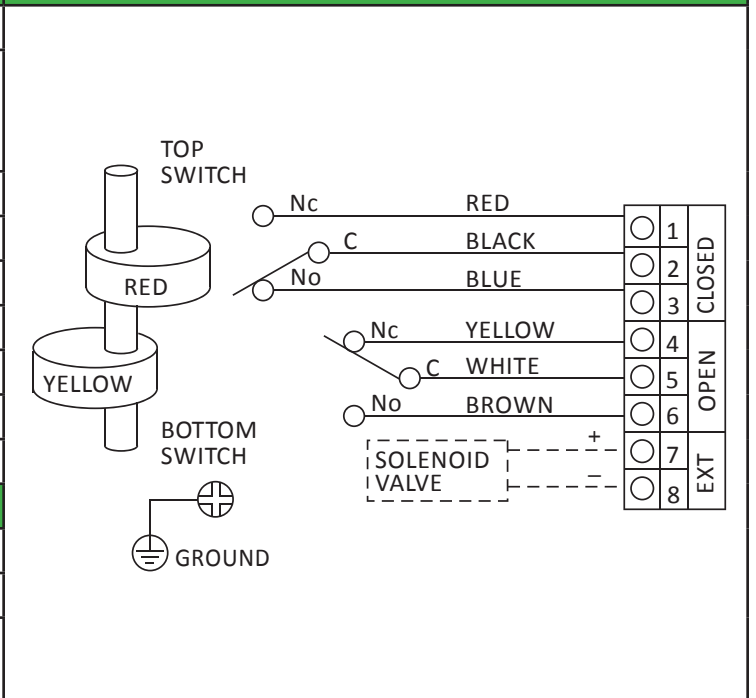 TOP
SWITCH
Nc RED 1
C BLACK 2
No BLUE 3
CLOSED
RED
Nc YELLOW 4
C WHITE 5
No BROWN 6
OPEN
YELLOW
BOTTOM
SWITCH
SOLENOID
VALVE
+ 7
− 8
EXT
GROUND